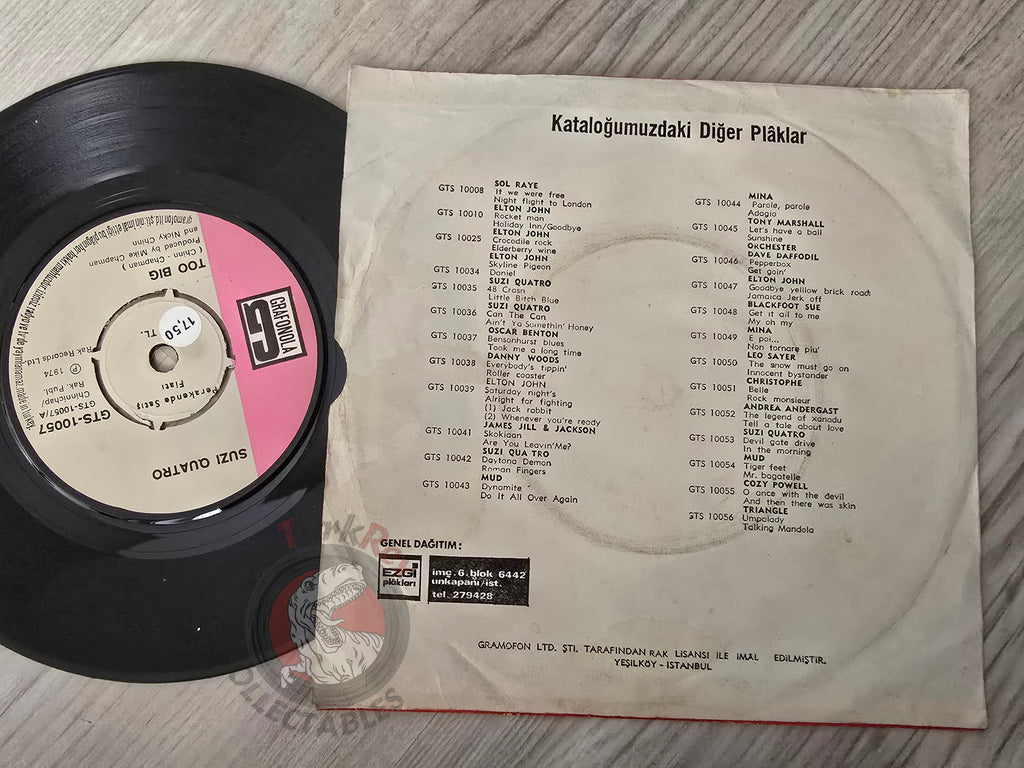 Kataloğumuzdaki Diğer Plâklar
GTS 10008 SOL RAYE
If we were free
Night flight to London
GTS 10010 ELTON JOHN
Rocket man
Holiday Inn/Goodbye
GTS 10025 ELTON JOHN
Crocodile rock
Elderberry wine
ELTON JOHN
Skyline Pigeon
GTS 10034 Daniel
SUZI QUATRO
GTS 10035 48 Crash
Little Bitch Blue
SUZI QUATRO
GTS 10036 Can The Can
Ain't Ya Somethin' Honey
GTS 10037 OSCAR BENTON
Bensonhurst blues
Took me a long time
GTS 10038 DANNY WOODS
Everybody's tippin'
Roller coaster
GTS 10039 ELTON JOHN
Saturday night's
Alright for fighting
(1) Jack rabbit
(2) Whenever you're ready
GTS 10041 JAMES JILL & JACKSON
Skokiaan
Are You Leavin'Me?
GTS 10042 SUZI QUA TRO
Daytona Demon
Roman Fingers
GTS 10043 MUD
Dynamite
Do It All Over Again
GTS 10044 MINA
Parole, parole
Adagio
GTS 10045 TONY MARSHALL
Let's have a ball
Sunshine
ORCHESTER
DAVE DAFFODIL
GTS 10046 Pepperbox
Get goin'
GTS 10047 ELTON JOHN
Goodbye yelllow brick road
Jamaica Jerk off
GTS 10048 BLACKFOOT SUE
Get it all to me
My oh my
GTS 10049 MINA
E poi...
Non tornare piu'
GTS 10050 LEO SAYER
The snow must go on
Innocent bystander
GTS 10051 CHRISTOPHE
Belle
Rock monsieur
GTS 10052 ANDREA ANDERGAST
The legend of xanadu
Tell a tale about love
GTS 10053 SUZI QUATRO
Devil gate drive
In the morning
GTS 10054 MUD
Tiger feet
Mr. bagatelle
GTS 10055 COZY POWELL
O ance with the devil
And then there was skin
GTS 10056 TRIANGLE
Umpalady
Talking Mandola
GENEL DAĞITIM :
EZGİ
plâkları
imç. 6. blok 6442
unkapanı/ist.
tel. 279428
GRAMOFON LTD. ŞTİ. TARAFINDAN RAK LİSANSI İLE İMAL EDİLMİŞTİR.
YEŞİLKÖY - İSTANBUL
GRAFONOLA
G
TOO BIG
( Chinn - Chapman )
Produced by Mike Chapman
and Nicky Chinn
TL.
17,50
Perakende Satış
Fiatı
Rak Records Ltd.
℗ 1974
Rak. Publ.
(Chinnichap)
GTS-10057/A
GTS-10057
SUZI QUATRO